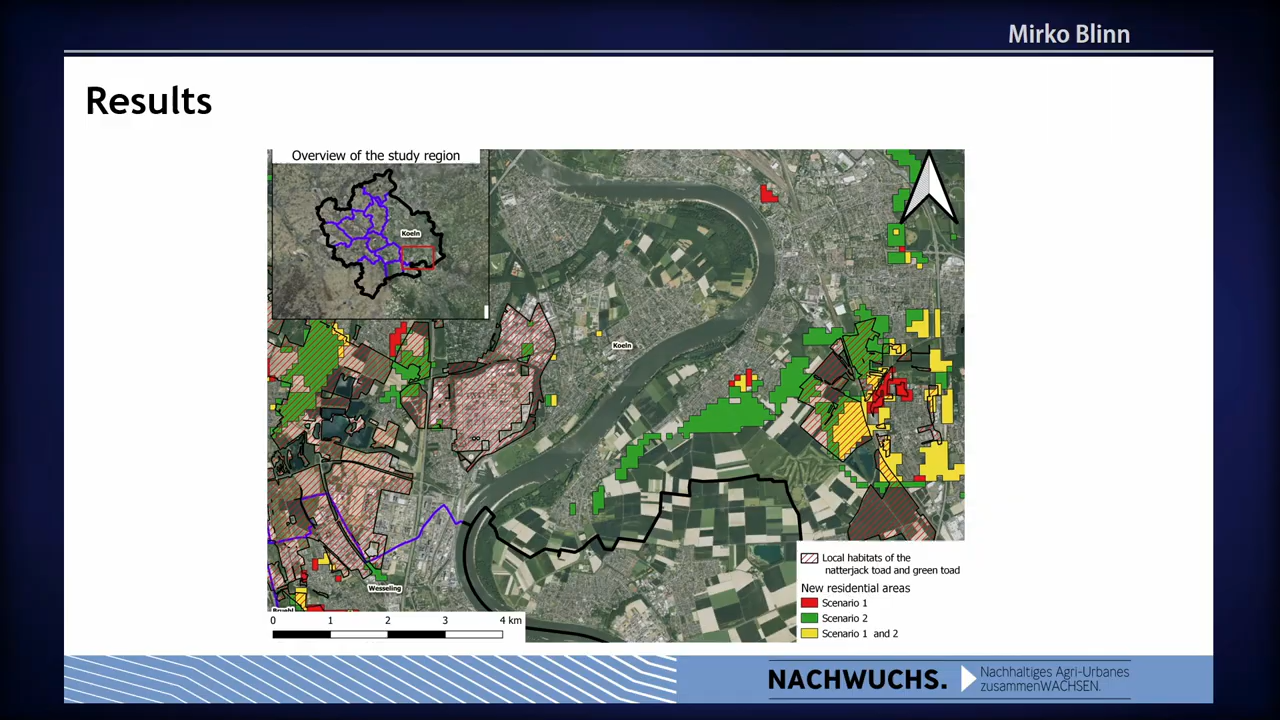 Mirko Blinn
Results
Overview of the study region
Koeln
Koeln
Wesseling
Bruehl
0 1 2 3 4 km
Local habitats of the
natterjack toad and green toad
New residential areas
Scenario 1
Scenario 2
Scenario 1 and 2
NACHWUCHS.
Nachhaltiges Agri-Urbanes
zusammenWACHSEN.